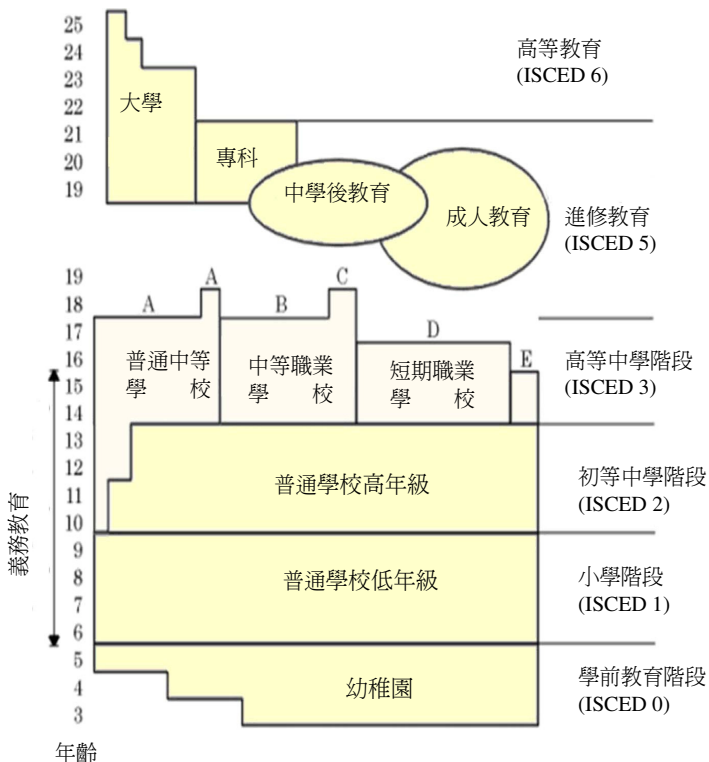 25
24
23
22
21
20
19
大學
專科
中學後教育
成人教育
高等教育
(ISCED 6)
進修教育
(ISCED 5)
19
18
17
16
15
14
13
12
11
10
9
8
7
6
5
4
3
年齡
義務教育
A
A
B
C
D
E
普通中等
學 校
中等職業
學 校
短期職業
學 校
高等中學階段
(ISCED 3)
普通學校高年級
初等中學階段
(ISCED 2)
普通學校低年級
小學階段
(ISCED 1)
幼稚園
學前教育階段
(ISCED 0)